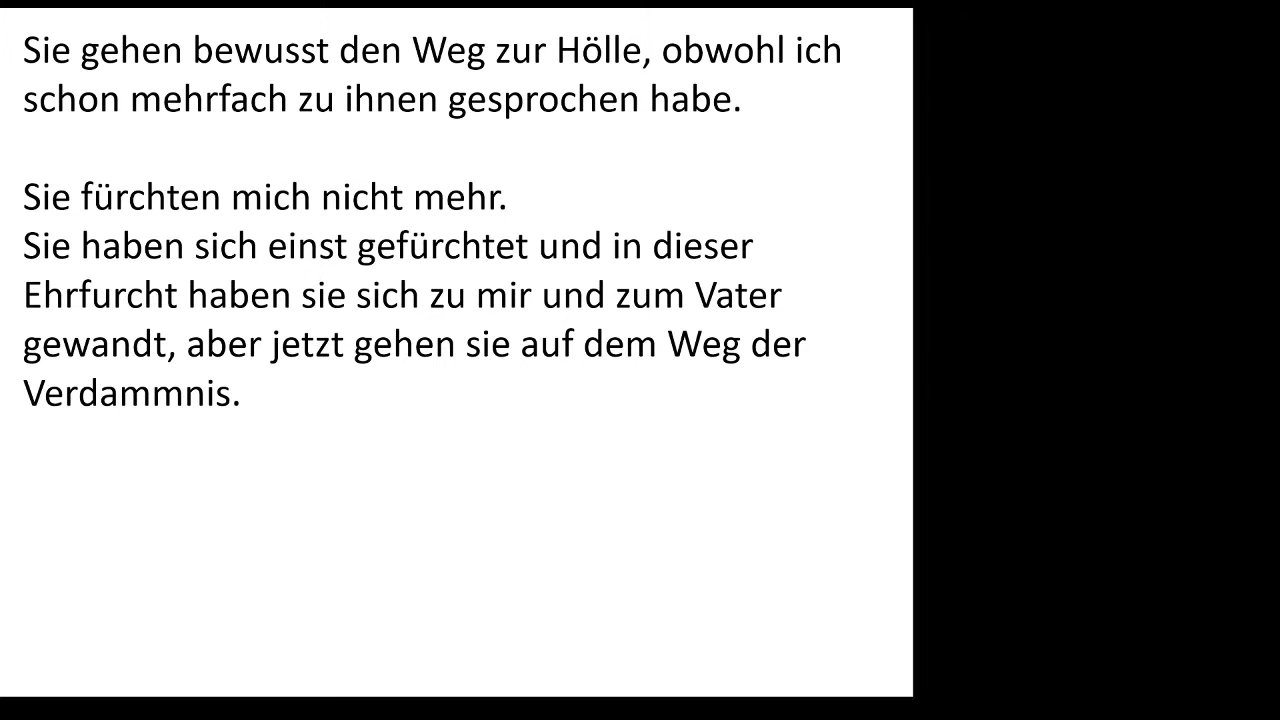 Sie gehen bewusst den Weg zur Hölle, obwohl ich
schon mehrfach zu ihnen gesprochen habe.
Sie fürchten mich nicht mehr.
Sie haben sich einst gefürchtet und in dieser
Ehrfurcht haben sie sich zu mir und zum Vater
gewandt, aber jetzt gehen sie auf dem Weg der
Verdammnis.